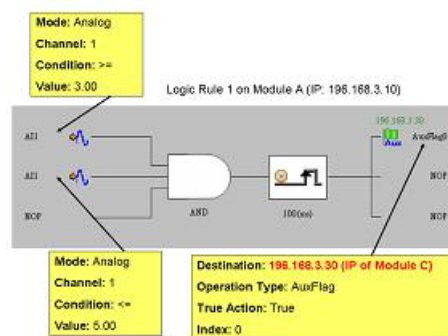 Mode: Analog
Channel: 1
Condition: >=
Value: 3.00
Logic Rule 1 on Module A (IP: 196.168.3.10)
196.168.3.30
AI1
Aux
AuxFlag0
AI1
NOP
NOP
AND
100(ms)
NOP
Mode: Analog
Channel: 1
Condition: <=
Value: 5.00
Destination: 196.168.3.30 (IP of Module C)
Operation Type: AuxFlag
True Action: True
Index: 0